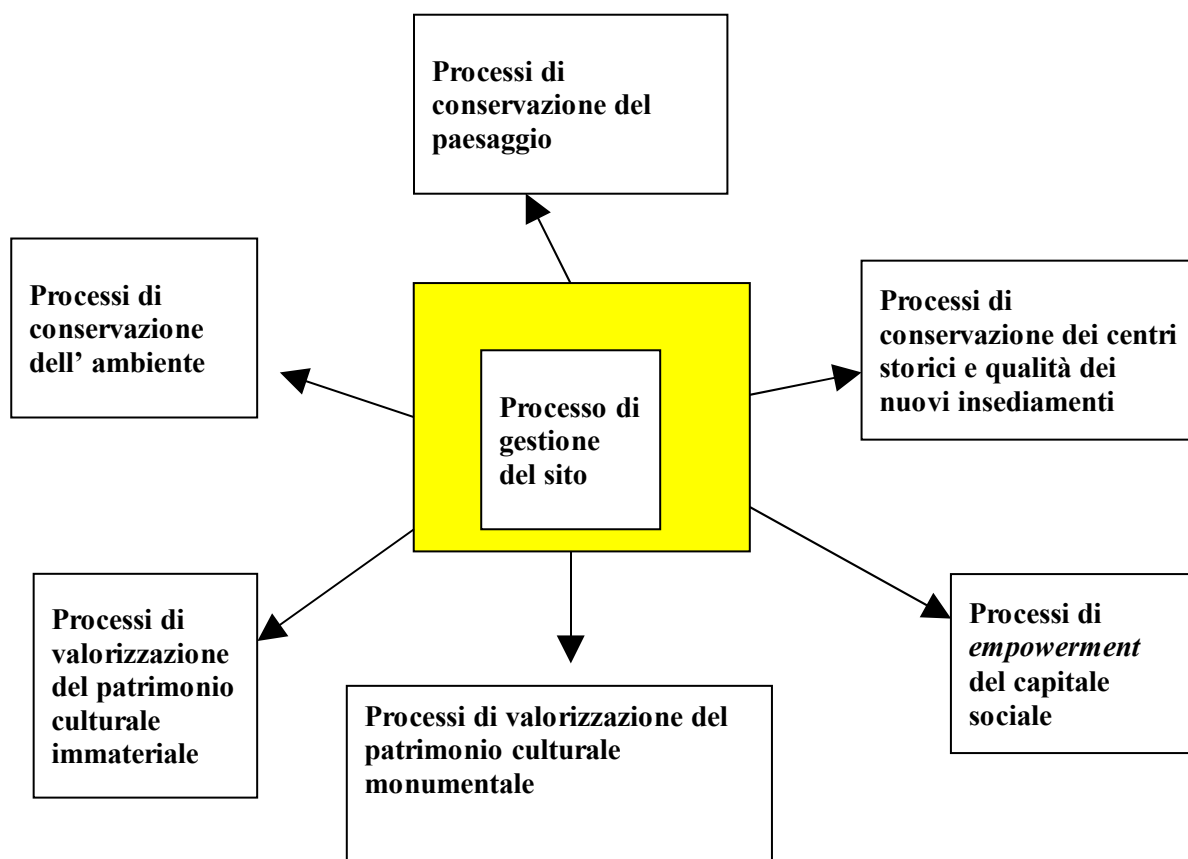 Processi di
conservazione del
paesaggio
Processi di
conservazione
dell’ ambiente
Processi di
conservazione dei centri
storici e qualità dei
nuovi insediamenti
Processo di
gestione
del sito
Processi di
valorizzazione
del patrimonio
culturale
immateriale
Processi di valorizzazione del
patrimonio culturale
monumentale
Processi di
empowerment
del capitale
sociale